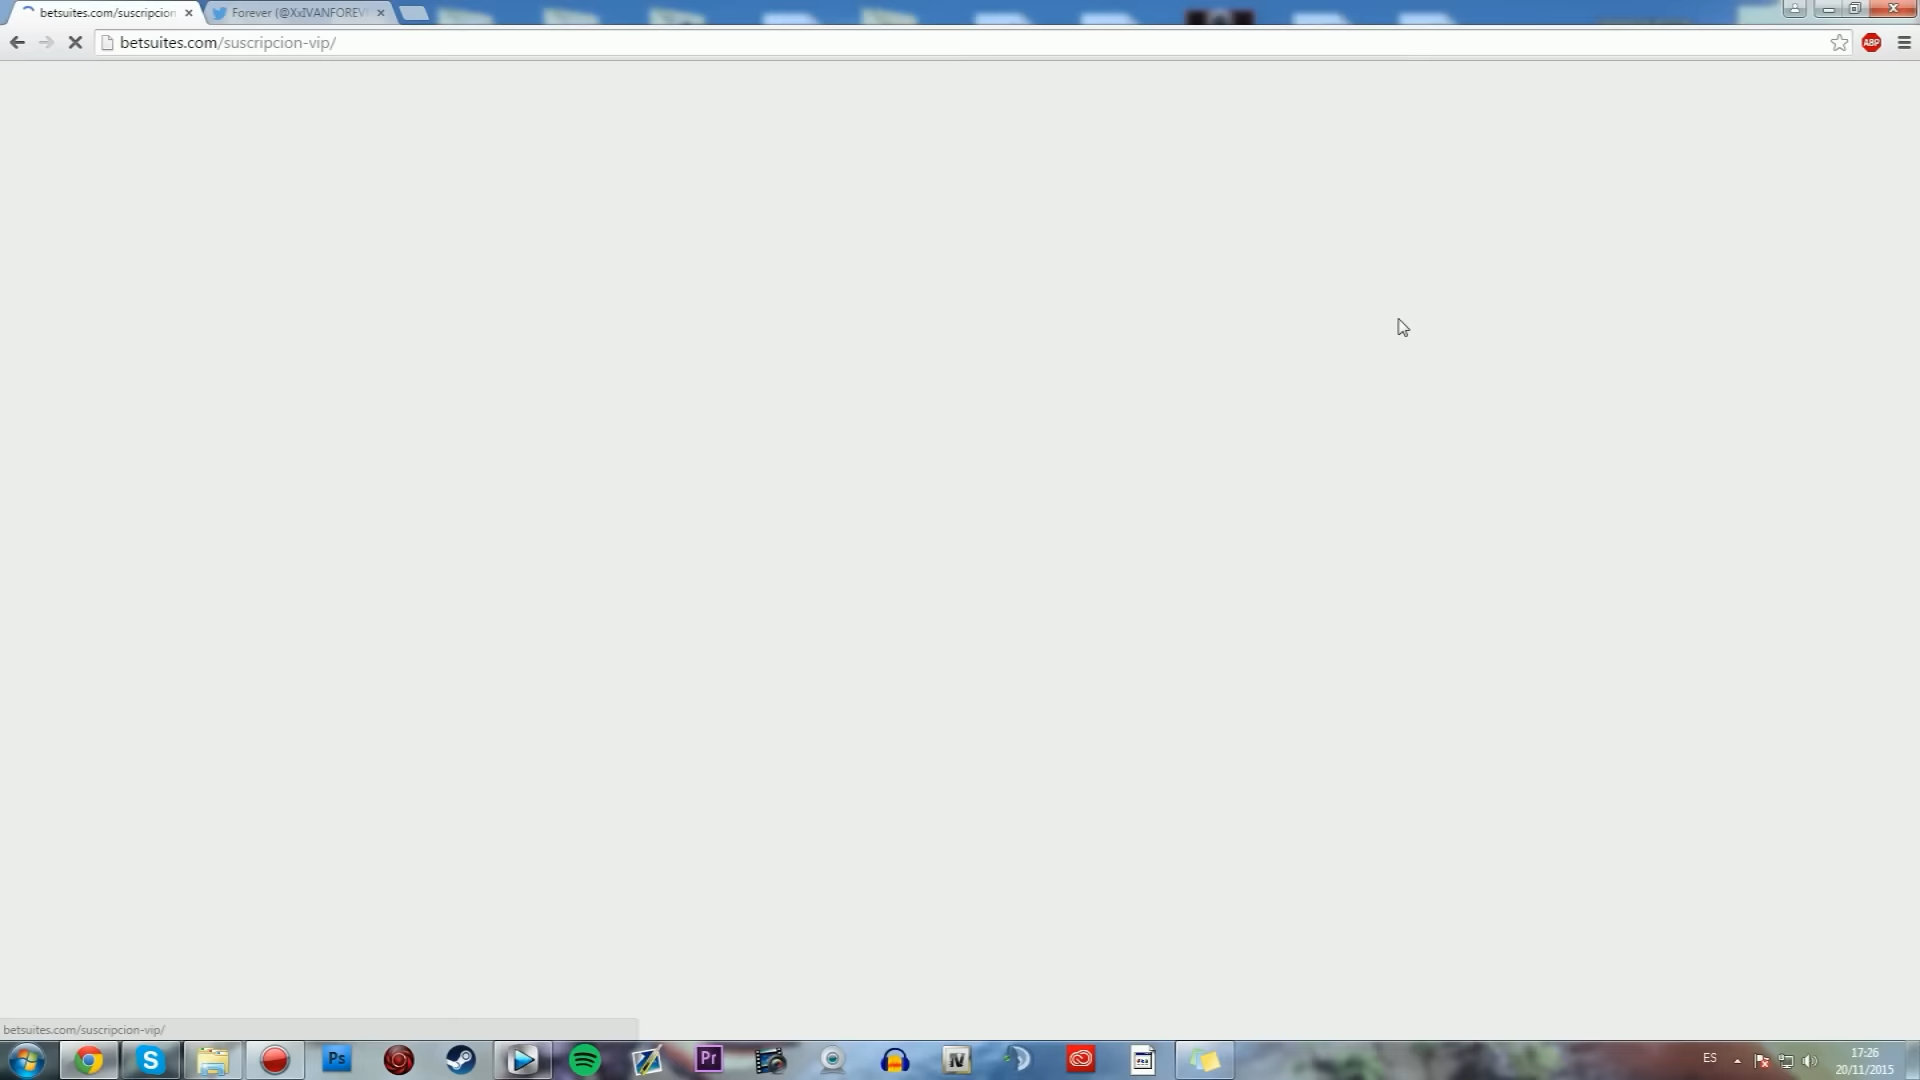 betsuites.com/suscripcion
Forever (@XxIVANFOREV
betsuites.com/suscripcion-vip/
ABP
betsuites.com/suscripcion-vip/
Ps
Pr
ES
17:26
20/11/2015